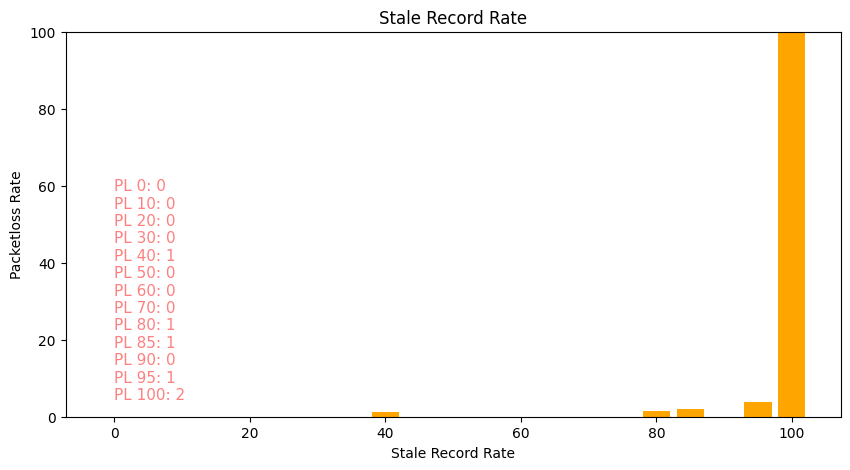 Stale Record Rate
100
80
60
40
20
0
Packetloss Rate
PL 0: 0
PL 10: 0
PL 20: 0
PL 30: 0
PL 40: 1
PL 50: 0
PL 60: 0
PL 70: 0
PL 80: 1
PL 85: 1
PL 90: 0
PL 95: 1
PL 100: 2
0 20 40 60 80 100
Stale Record Rate